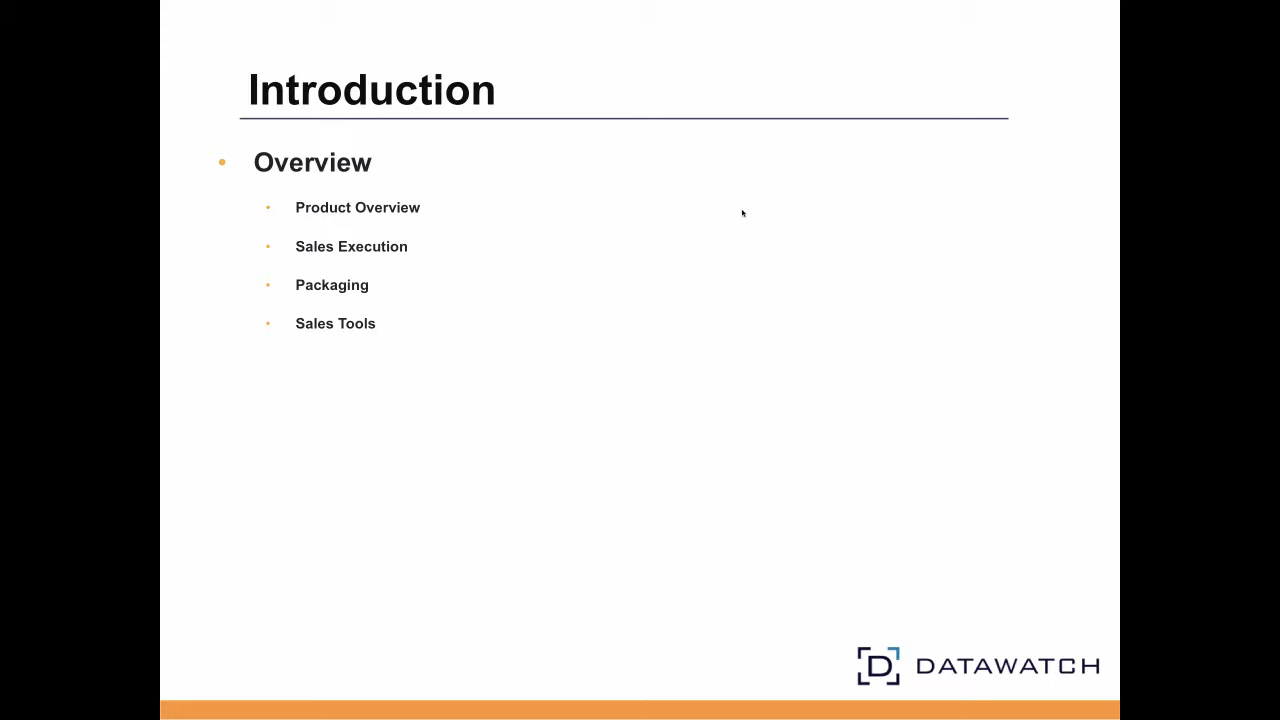 Introduction
• Overview
• Product Overview
• Sales Execution
• Packaging
• Sales Tools
D DATAWATCH